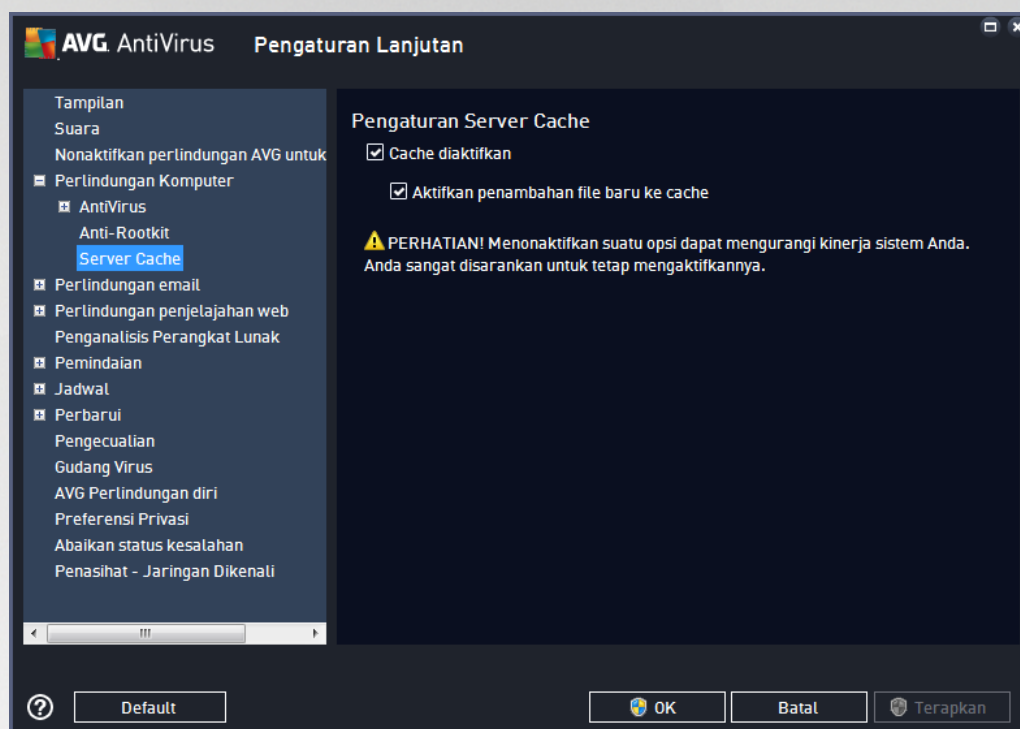 AVG. AntiVirus
Pengaturan Lanjutan
Tampilan
Suara
Nonaktifkan perlindungan AVG untuk
Perlindungan Komputer
AntiVirus
Anti-Rootkit
Server Cache
Perlindungan email
Perlindungan penjelajahan web
Penganalisis Perangkat Lunak
Pemindaian
Jadwal
Perbarui
Pengecualian
Gudang Virus
AVG Perlindungan diri
Preferensi Privasi
Abaikan status kesalahan
Penasihat - Jaringan Dikenali
Pengaturan Server Cache
Cache diaktifkan
Aktifkan penambahan file baru ke cache
PERHATIAN! Menonaktifkan suatu opsi dapat mengurangi kinerja sistem Anda.
Anda sangat disarankan untuk tetap mengaktifkannya.
Default
OK
Batal
Terapkan